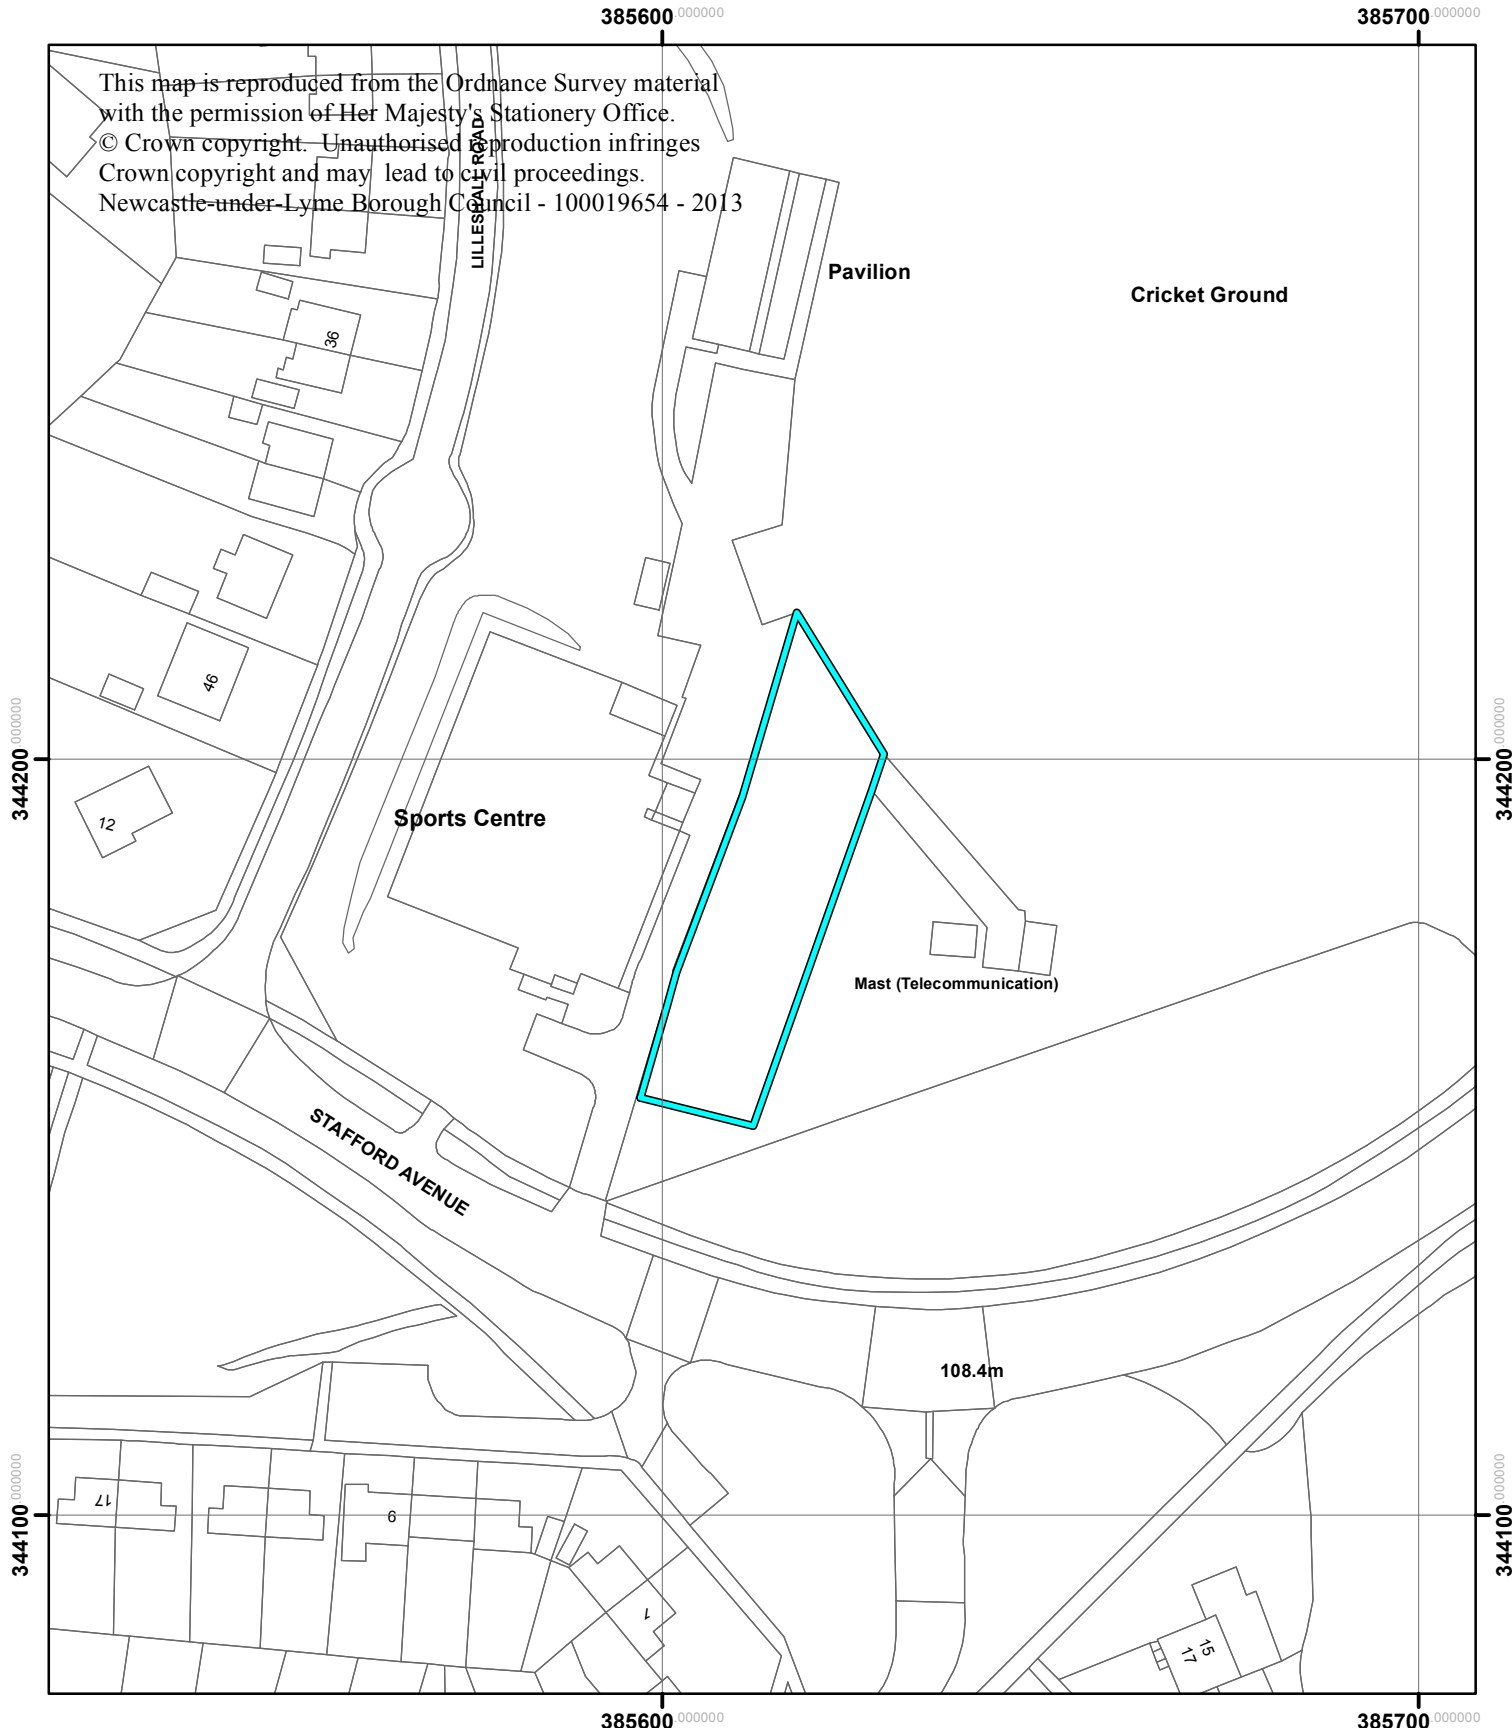 385600.000000
385700.000000
This map is reproduced from the Ordnance Survey material
with the permission of Her Majesty's Stationery Office.
© Crown copyright. Unauthorised reproduction infringes
Crown copyright and may lead to civil proceedings.
Newcastle-under-Lyme Borough Council - 100019654 - 2013
LILLESHALL ROAD
Pavilion
Cricket Ground
36
46
344200.000000
344200.000000
12
Sports Centre
Mast (Telecommunication)
STAFFORD AVENUE
108.4m
17
9
344100.000000
344100.000000
1
15
17
385600.000000
385700.000000